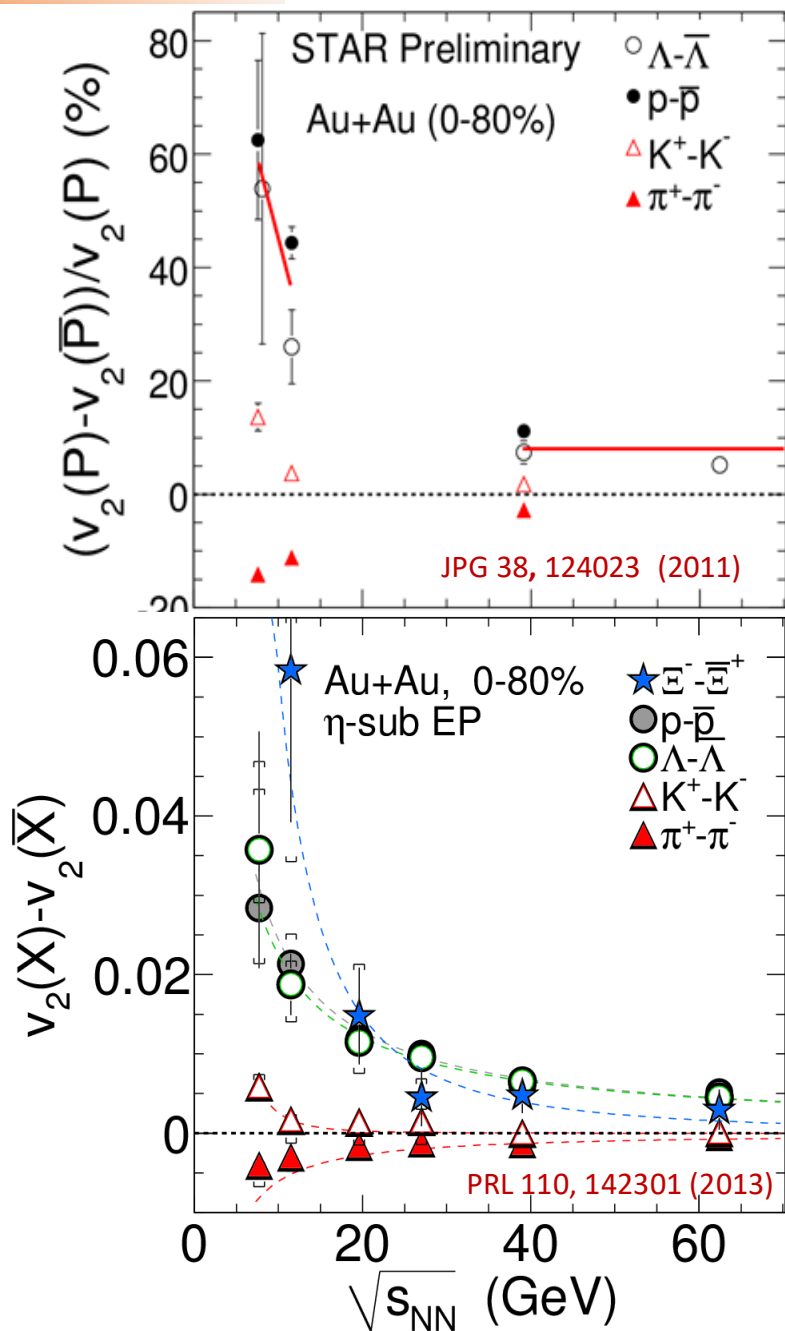 (v₂(P)-v₂(P̅))/v₂(P) (%)
80
60
40
20
0
-20
STAR Preliminary
Au+Au (0-80%)
Λ-Λ̅
p-p̅
K⁺-K⁻
π⁺-π⁻
JPG 38, 124023 (2011)
v₂(X)-v₂(X̅)
0.06
0.04
0.02
0
Au+Au, 0-80%
η-sub EP
Ξ⁻-Ξ̅⁺
p-p̅
Λ-Λ̅
K⁺-K⁻
π⁺-π⁻
PRL 110, 142301 (2013)
0 20 40 60
√s_NN (GeV)